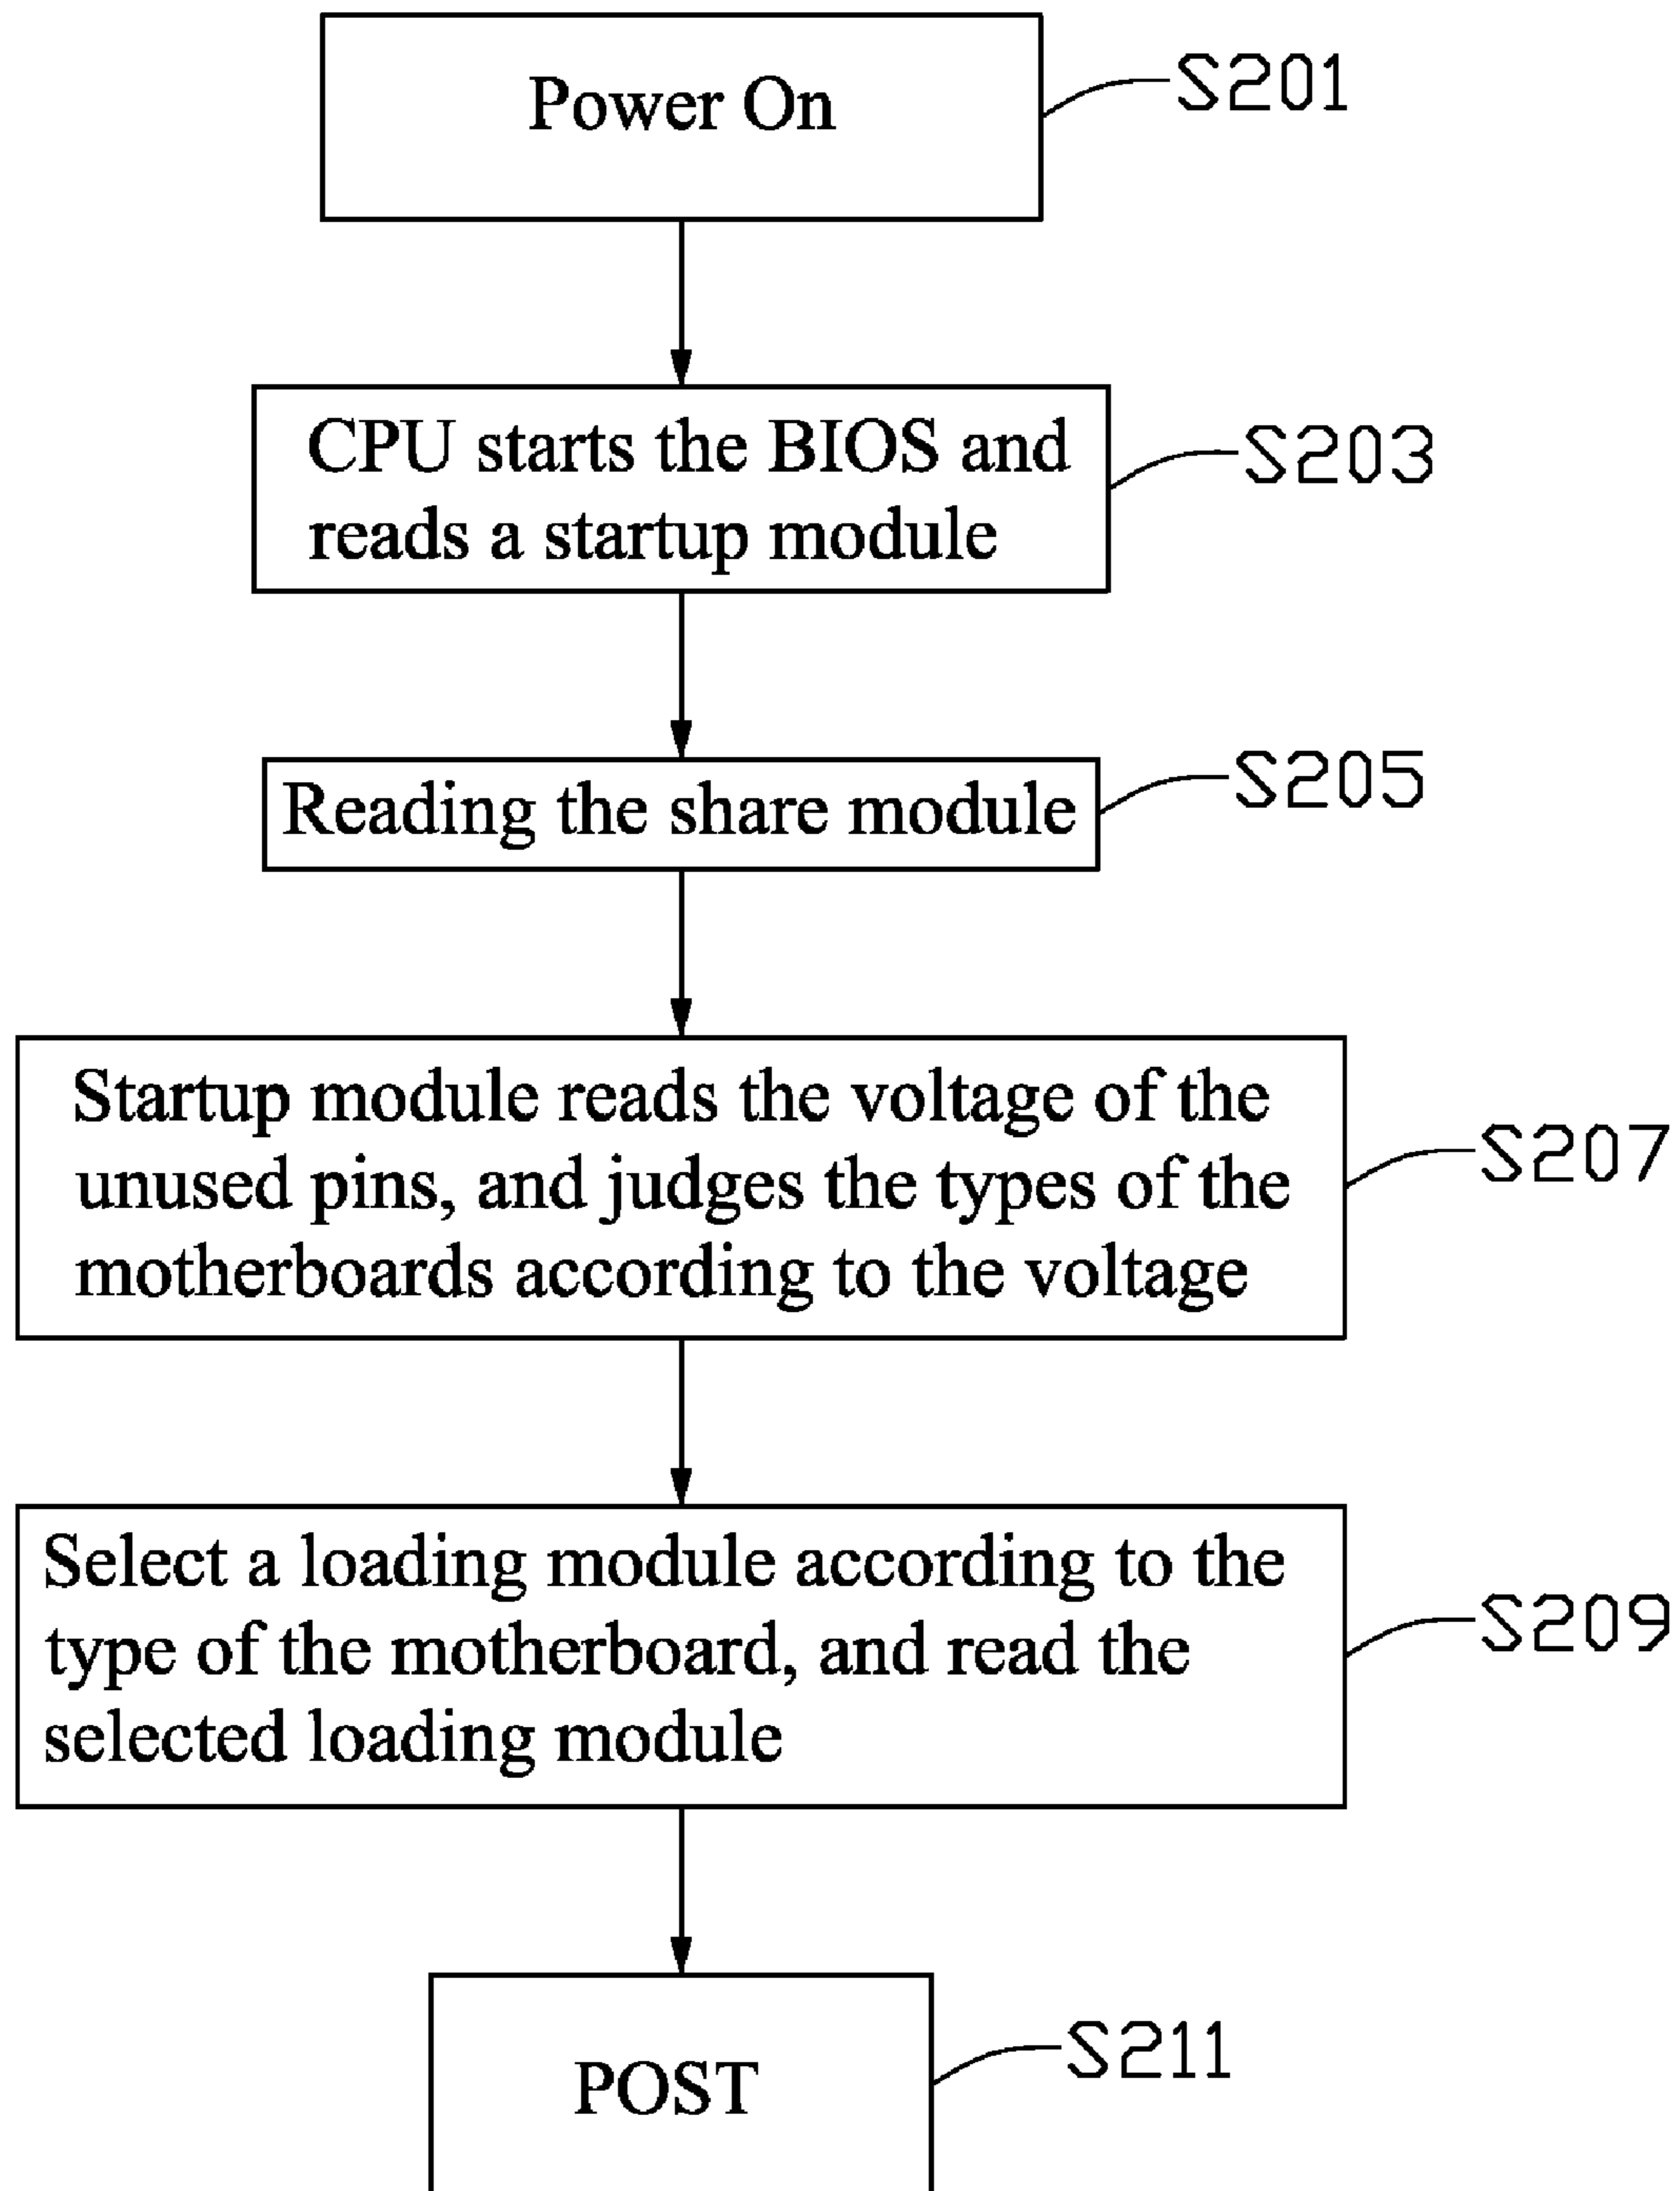 Power On
S201
CPU starts the BIOS and
reads a startup module
S203
Reading the share module
S205
Startup module reads the voltage of the
unused pins, and judges the types of the
motherboards according to the voltage
S207
Select a loading module according to the
type of the motherboard, and read the
selected loading module
S209
POST
S211